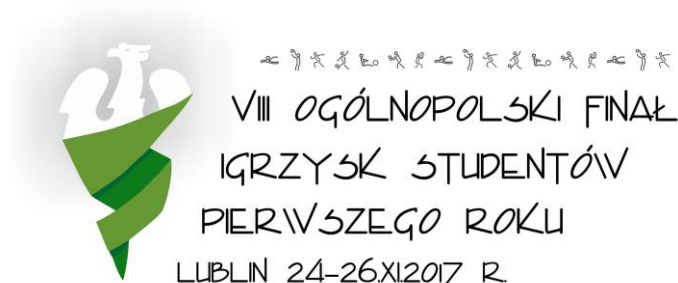 VIII OGÓLNOPOLSKI FINAŁ
IGRZYSK STUDENTÓW
PIERWSZEGO ROKU
LUBLIN 24-26.XI.2017 R.